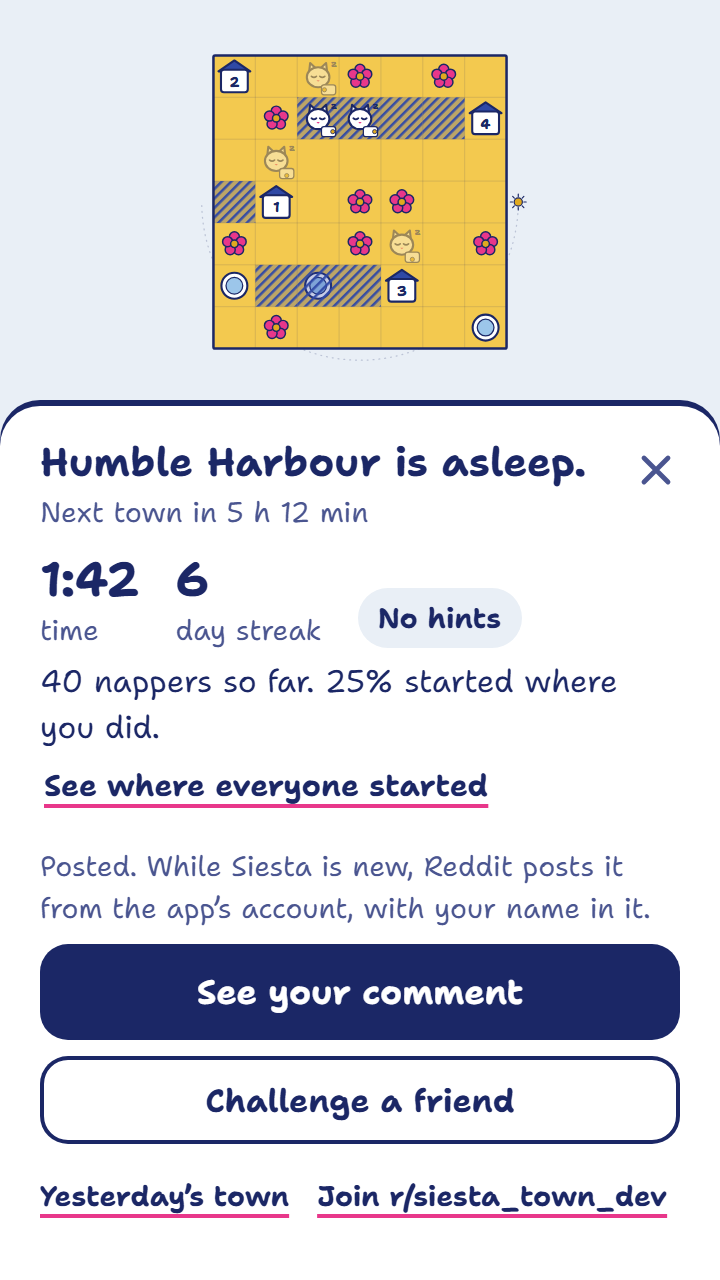 2
4
1
3
Humble Harbour is asleep.
Next town in 5 h 12 min
1:42 6
time day streak
No hints
40 nappers so far. 25% started where
you did.
See where everyone started
Posted. While Siesta is new, Reddit posts it
from the app's account, with your name in it.
See your comment
Challenge a friend
Yesterday's town Join r/siesta_town_dev